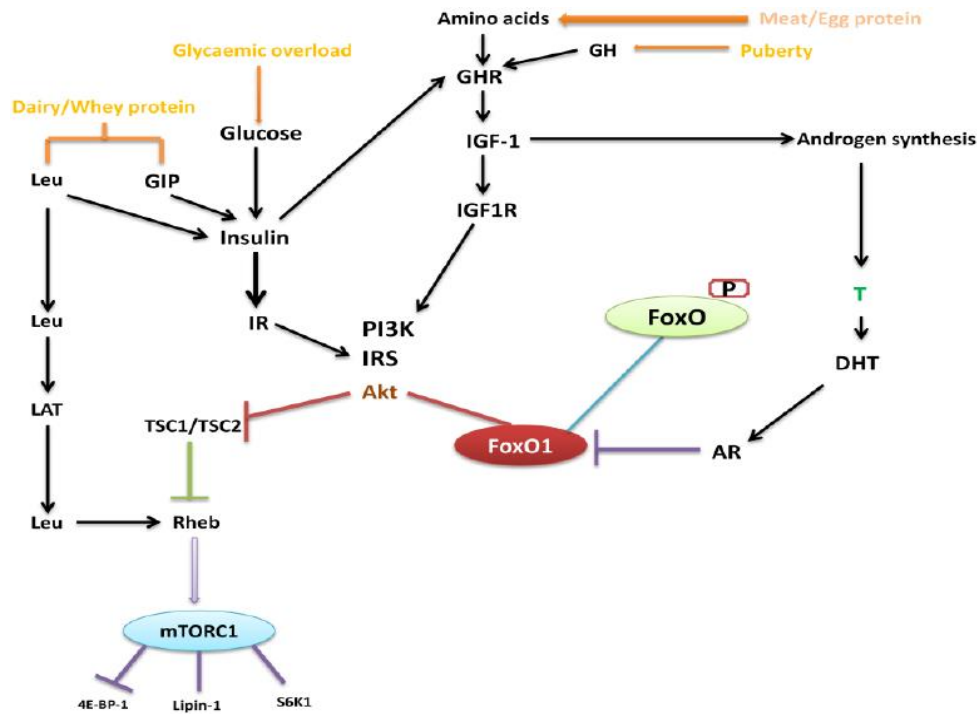 Amino acids
Meat/Egg protein
Glycaemic overload
GH
Puberty
GHR
Dairy/Whey protein
Glucose
IGF-1
Androgen synthesis
Leu
GIP
IGF1R
Insulin
P
T
Leu
IR
FoxO
PI3K
IRS
DHT
Akt
LAT
TSC1/TSC2
FoxO1
AR
Leu
Rheb
mTORC1
4E-BP-1
Lipin-1
S6K1